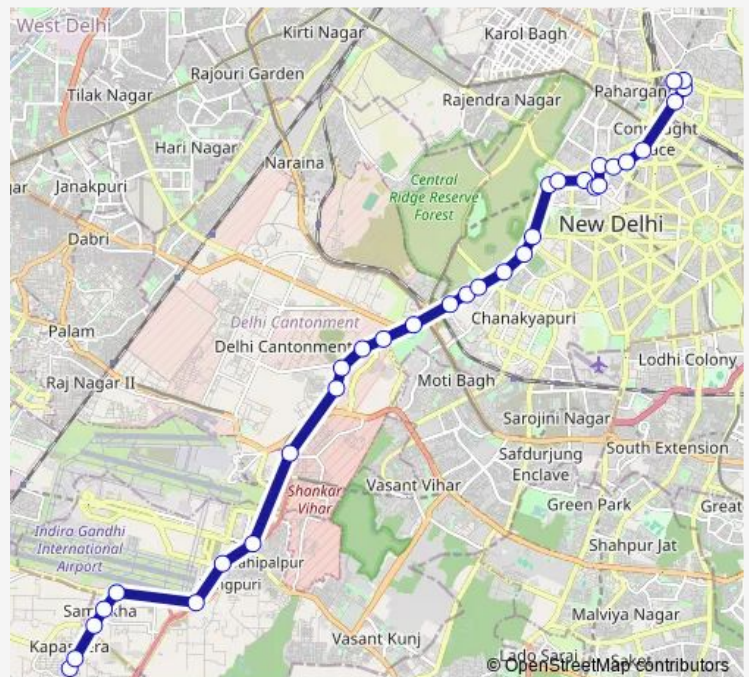 West Delhi
Kirti Nagar
Karol Bagh
Rajouri Garden
Tilak Nagar
Rajendra Nagar
Hari Nagar
Naraina
Janakpuri
Central
Ridge Reserve
Forest
New Delhi
Dabri
Delhi Cantonment
Chanakyapuri
Palam
Delhi Cantonment
Lodhi Colony
Raj Nagar II
Moti Bagh
Sarojini Nagar
South Extension
Safdurjung
Enclave
Vasant Vihar
Shankar
Vihar
Green Park
Great
Indira Gandhi
International
Airport
Shahpur Jat
Malviya Nagar
Vasant Kunj
Lado Sarai
© OpenStreetMap contributors